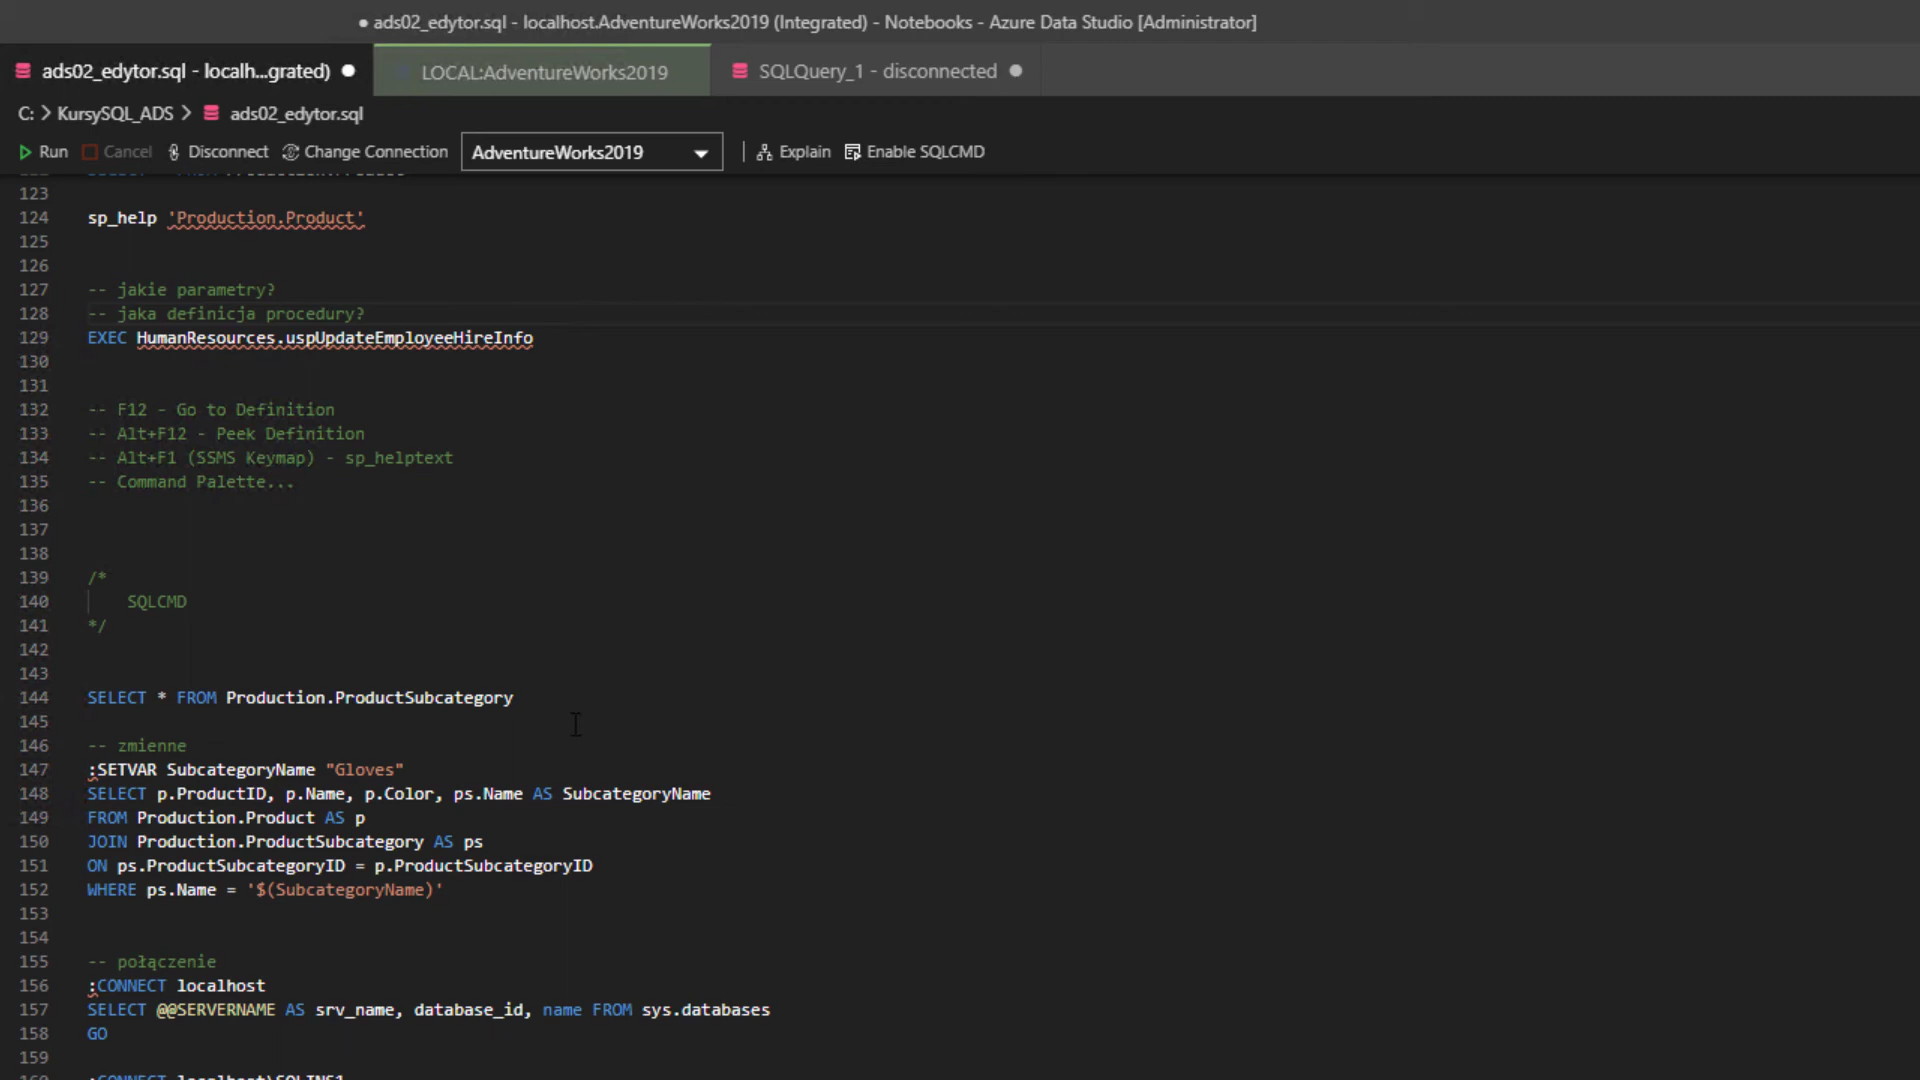 ● ads02_edytor.sql - localhost.AdventureWorks2019 (Integrated) - Notebooks - Azure Data Studio [Administrator]
ads02_edytor.sql - localh...grated) ● LOCAL:AdventureWorks2019 SQLQuery_1 - disconnected ●
C: > KursySQL_ADS > ads02_edytor.sql
Run Cancel Disconnect Change Connection AdventureWorks2019 Explain Enable SQLCMD
123
124 sp_help 'Production.Product'
125
126
127 -- jakie parametry?
128 -- jaka definicja procedury?
129 EXEC HumanResources.uspUpdateEmployeeHireInfo
130
131
132 -- F12 - Go to Definition
133 -- Alt+F12 - Peek Definition
134 -- Alt+F1 (SSMS Keymap) - sp_helptext
135 -- Command Palette...
136
137
138
139 /*
140 SQLCMD
141 */
142
143
144 SELECT * FROM Production.ProductSubcategory
145
146 -- zmienne
147 :SETVAR SubcategoryName "Gloves"
148 SELECT p.ProductID, p.Name, p.Color, ps.Name AS SubcategoryName
149 FROM Production.Product AS p
150 JOIN Production.ProductSubcategory AS ps
151 ON ps.ProductSubcategoryID = p.ProductSubcategoryID
152 WHERE ps.Name = '$(SubcategoryName)'
153
154
155 -- połączenie
156 :CONNECT localhost
157 SELECT @@SERVERNAME AS srv_name, database_id, name FROM sys.databases
158 GO
159